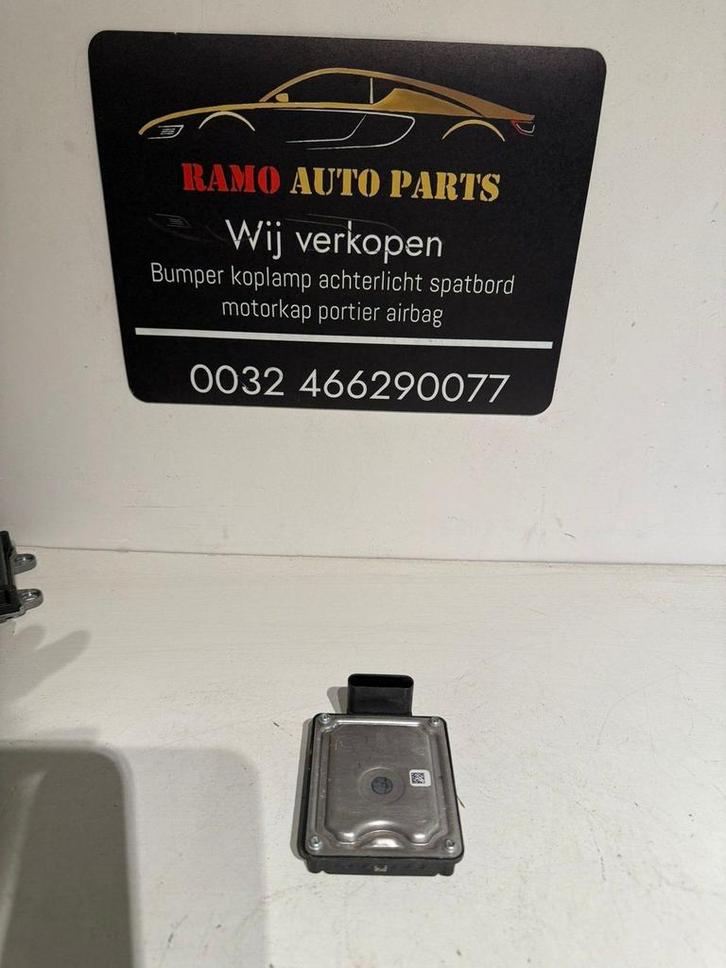 RAMO AUTO PARTS
Wij verkopen
Bumper koplamp achterlicht spatbord
motorkap portier airbag
0032 466290077